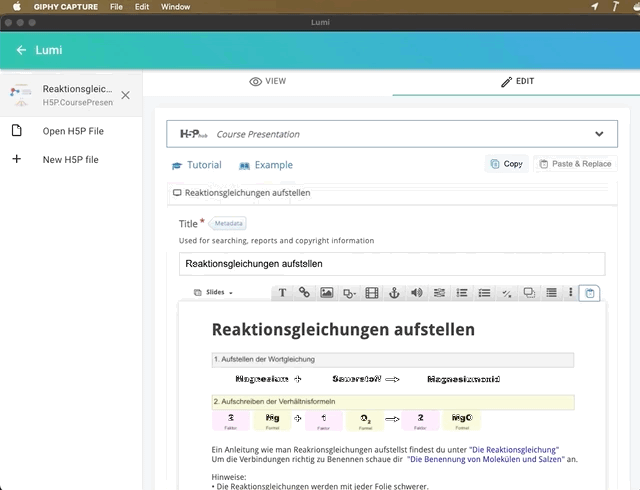 GIPHY CAPTURE File Edit Window
Lumi
Lumi
Reaktionsgleic...
H5P.CoursePresen
Open H5P File
New H5P file
VIEW
EDIT
H5P hub Course Presentation
Tutorial Example
Copy Paste & Replace
Reaktionsgleichungen aufstellen
Title * Metadata
Used for searching, reports and copyright information
Reaktionsgleichungen aufstellen
Slides
Reaktionsgleichungen aufstellen
1. Aufstellen der Wortgleichung
Magnesium + Sauerstoff ⟹ Magnesiumoxid
2. Aufschreiben der Verhältnisformeln
Mg + 1 O2 ⟹ 2 MgO
Faktor Formel Faktor Formel Faktor Formel
Ein Anleitung wie man Reakrionsgleichungen aufstellst findest du unter "Die Reaktionsgleichung"
Um die Verbindungen richtig zu Benennen schaue dir "Die Benennung von Molekülen und Salzen" an.
Hinweise:
• Die Reaktionsgleichungen werden mit jeder Folie schwerer.